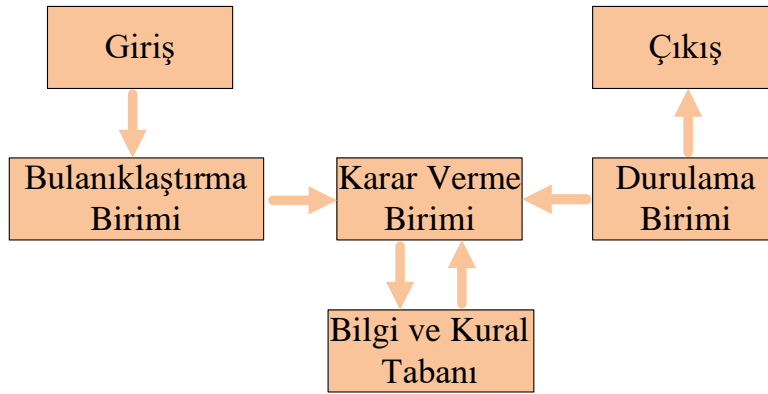 Giriş
Çıkış
Bulanıklaştırma
Birimi
Karar Verme
Birimi
Durulama
Birimi
Bilgi ve Kural
Tabanı